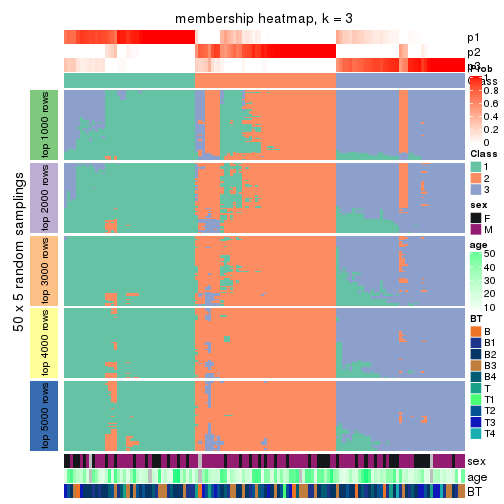 membership heatmap, k = 3
p1
p2
p3
Class
50 x 5 random samplings
top 1000 rows
top 2000 rows
top 3000 rows
top 4000 rows
top 5000 rows
sex
age
BT
Prob
1
0.8
0.6
0.4
0.2
0
Class
1
2
3
sex
F
M
age
50
40
30
20
10
BT
B
B1
B2
B3
B4
T
T1
T2
T3
T4